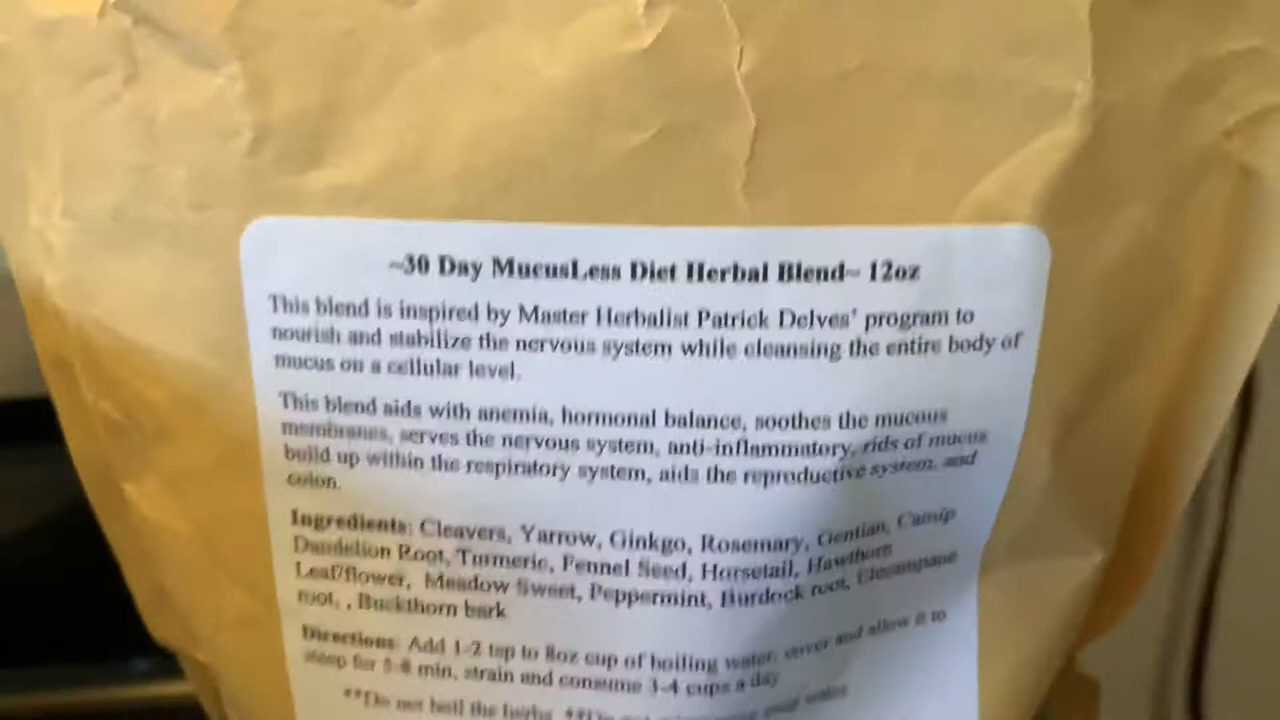 ~30 Day MucusLess Diet Herbal Blend~ 12oz
This blend is inspired by Master Herbalist Patrick Delves' program to
nourish and stabilize the nervous system while cleansing the entire body of
mucus on a cellular level.
This blend aids with anemia, hormonal balance, soothes the mucous
membranes, serves the nervous system, anti-inflammatory, rids of mucus
build up within the respiratory system, aids the reproductive system, and
colon.
Ingredients: Cleavers, Yarrow, Ginkgo, Rosemary, Gentian, Catnip
Dandelion Root, Turmeric, Fennel Seed, Horsetail, Hawthorn
Leaf/flower, Meadow Sweet, Peppermint, Burdock root, Elecampane
root, , Buckthorn bark
Directions: Add 1-2 tsp to 8oz cup of boiling water, cover and allow it to
steep for 5-8 min, strain and consume 3-4 cups a day
**Do not boil the herbs. **Do not your water